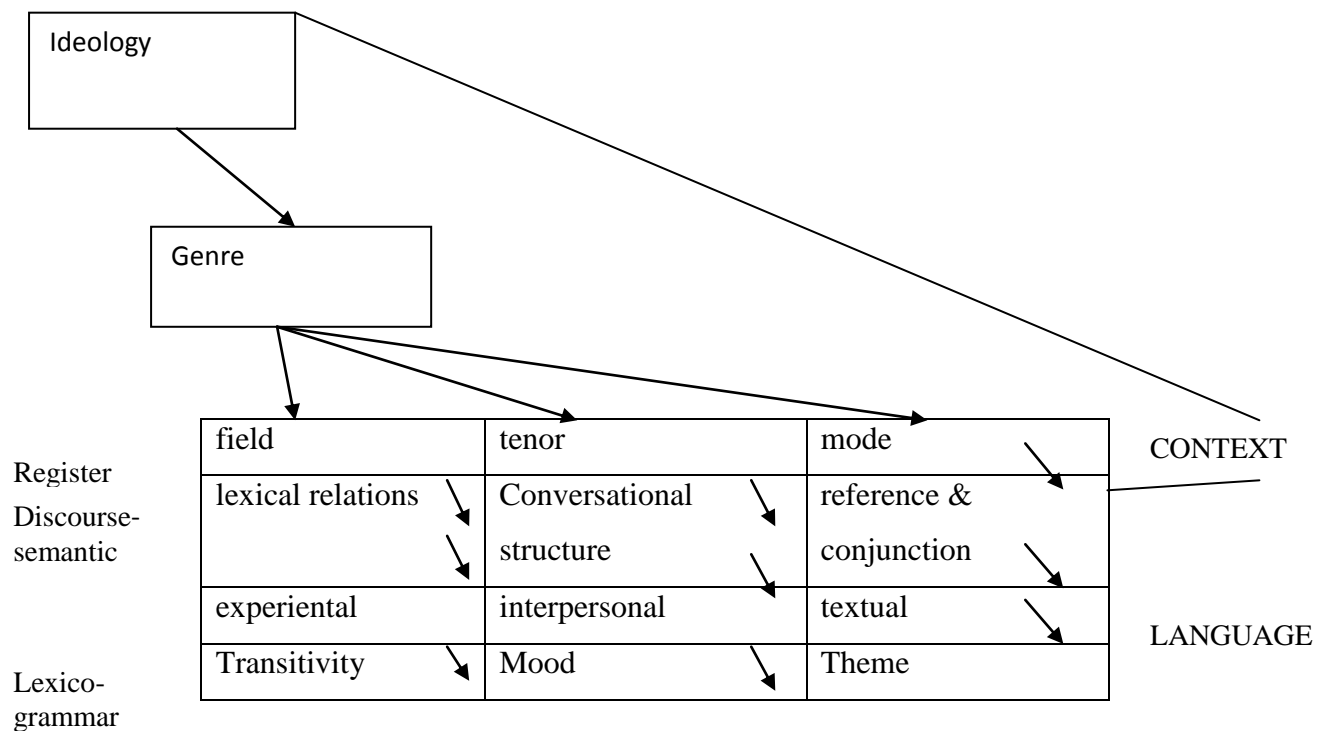 Ideology
Genre
field tenor mode
CONTEXT
Register
lexical relations Conversational reference &
Discourse-
semantic
structure conjunction
experiental interpersonal textual
LANGUAGE
Transitivity Mood Theme
Lexico-
grammar